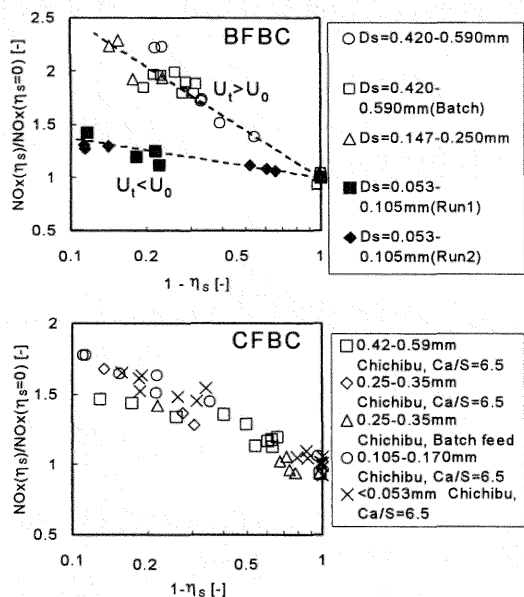 BFBC
NOx(ηs)/NOx(ηs=0) [-]
2.5
2
1.5
1
0.5
Ut>U0
Ut<U0
0.1
0.2
0.5
1
1 - ηs [-]
Ds=0.420-0.590mm
Ds=0.420-
0.590mm(Batch)
Ds=0.147-0.250mm
Ds=0.053-
0.105mm(Run1)
Ds=0.053-
0.105mm(Run2)
CFBC
NOx(ηs)/NOx(ηs=0) [-]
2
1.5
1
0.5
0.1
0.2
0.5
1
1-ηs [-]
0.42-0.59mm
Chichibu, Ca/S=6.5
0.25-0.35mm
Chichibu, Ca/S=6.5
0.25-0.35mm
Chichibu, Batch feed
0.105-0.170mm
Chichibu, Ca/S=6.5
<0.053mm Chichibu,
Ca/S=6.5